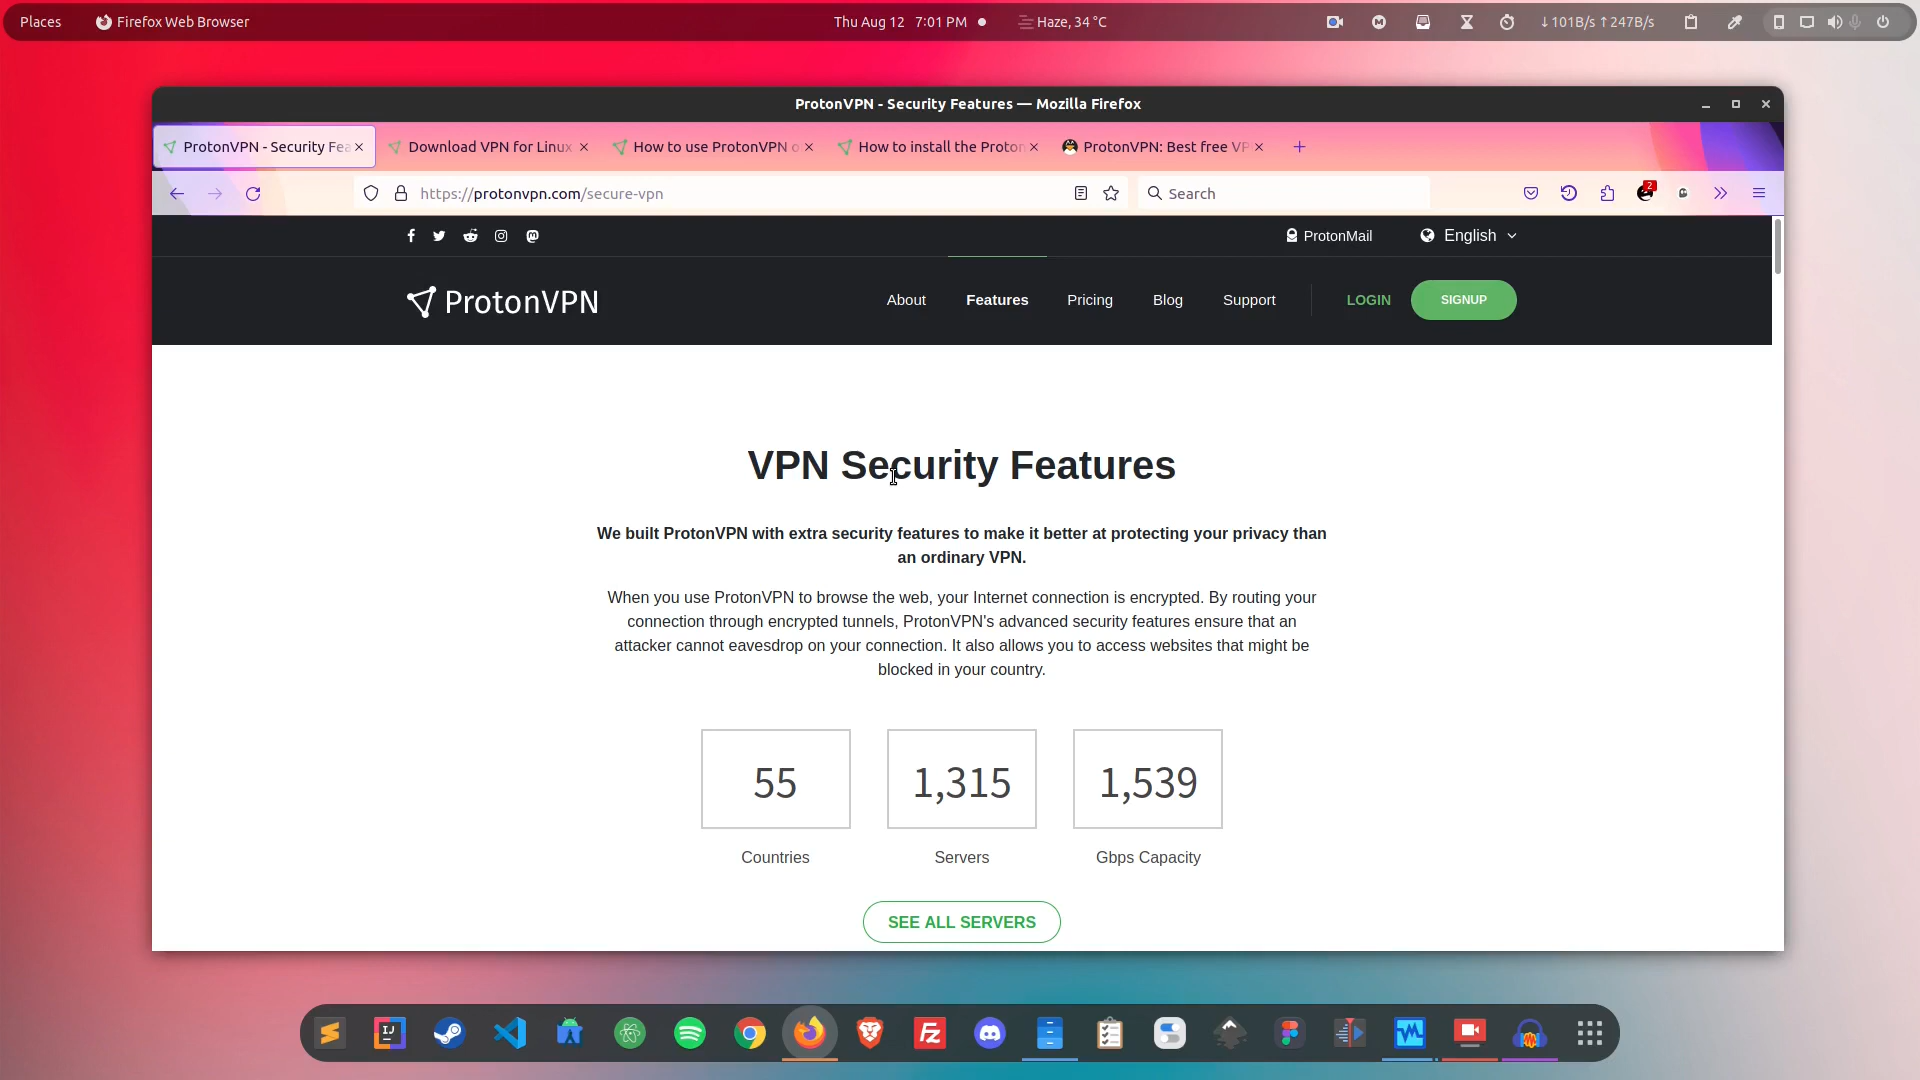 Places Firefox Web Browser Thu Aug 12 7:01 PM Haze, 34 °C ↓101B/s ↑247B/s
ProtonVPN - Security Features — Mozilla Firefox
ProtonVPN - Security Fea Download VPN for Linux How to use ProtonVPN o How to install the Proton ProtonVPN: Best free VP
https://protonvpn.com/secure-vpn Search 2
ProtonMail English
ProtonVPN About Features Pricing Blog Support LOGIN SIGNUP
VPN Security Features
We built ProtonVPN with extra security features to make it better at protecting your privacy than
an ordinary VPN.
When you use ProtonVPN to browse the web, your Internet connection is encrypted. By routing your
connection through encrypted tunnels, ProtonVPN's advanced security features ensure that an
attacker cannot eavesdrop on your connection. It also allows you to access websites that might be
blocked in your country.
55 1,315 1,539
Countries Servers Gbps Capacity
SEE ALL SERVERS
IJ FZ